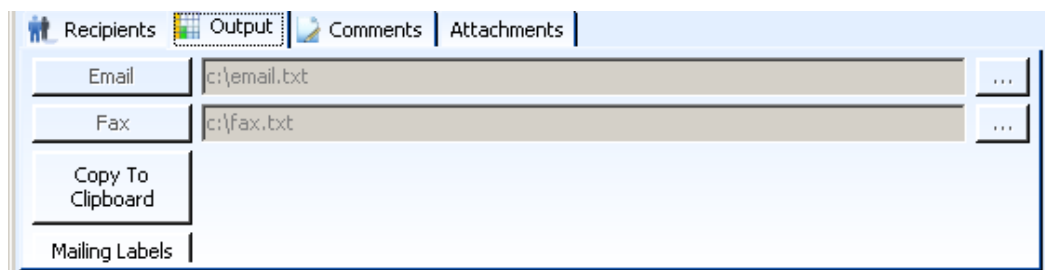 Recipients Output Comments Attachments
Email c:\email.txt ...
Fax c:\fax.txt ...
Copy To
Clipboard
Mailing Labels